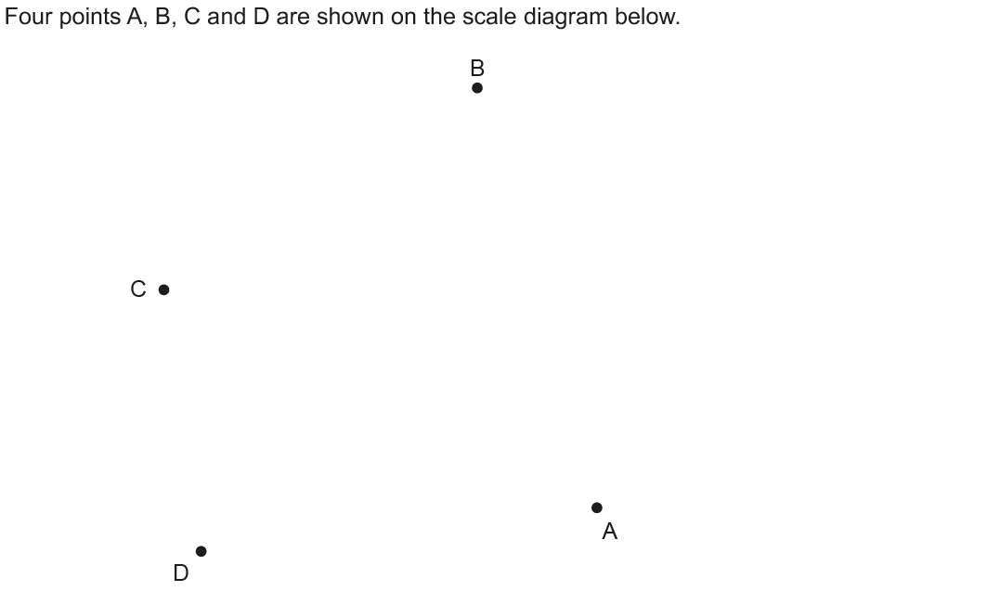 Four points A, B, C and D are shown on the scale diagram below.
B
C
A
D